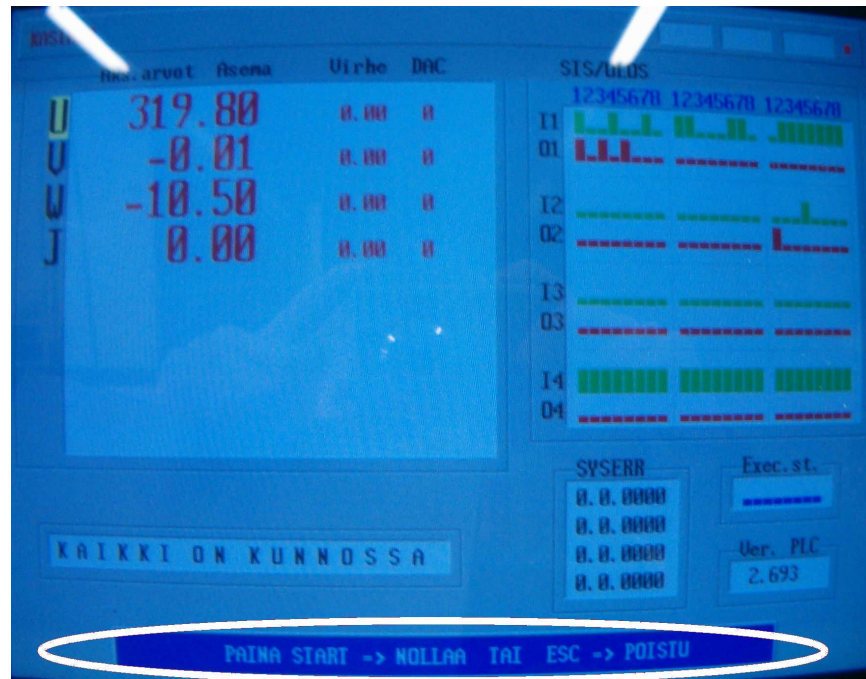 Aks.arvot Asema Virhe DAC
U 319.80 0.00 0
V -0.01 0.00 0
W -10.50 0.00 0
J 0.00 0.00 0
SIS/ULOS
12345678 12345678 12345678
I1
O1
I2
O2
I3
O3
I4
O4
SYSERR
0.0.0000
0.0.0000
0.0.0000
0.0.0000
Exec.st.
Ver. PLC
2.693
KAIKKI ON KUNNOSSA
PAINA START -> NOLLAA TAI ESC -> POISTU